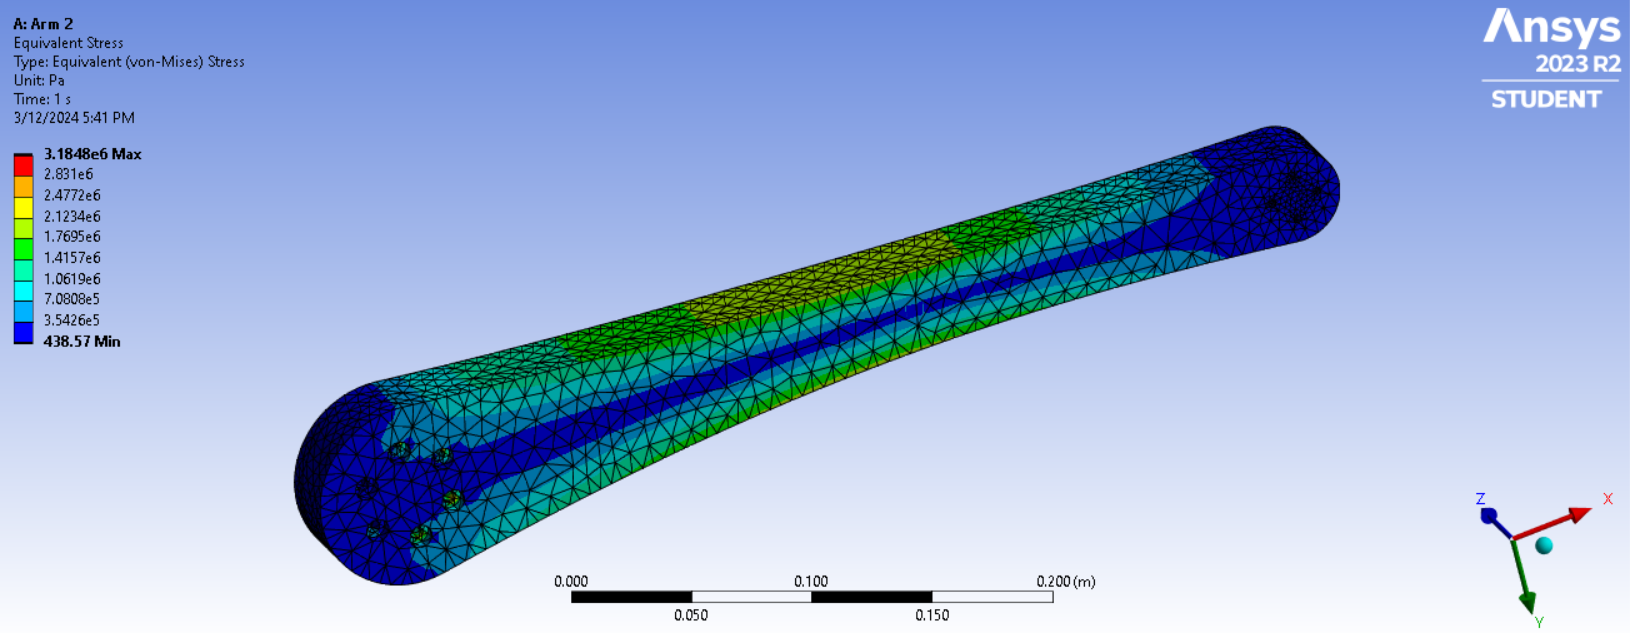 A: Arm 2
Equivalent Stress
Type: Equivalent (von-Mises) Stress
Unit: Pa
Time: 1 s
3/12/2024 5:41 PM
3.1848e6 Max
2.831e6
2.4772e6
2.1234e6
1.7695e6
1.4157e6
1.0619e6
7.0808e5
3.5426e5
438.57 Min
Ansys
2023 R2
STUDENT
0.000 0.100 0.200 (m)
0.050 0.150
Z
X
Y